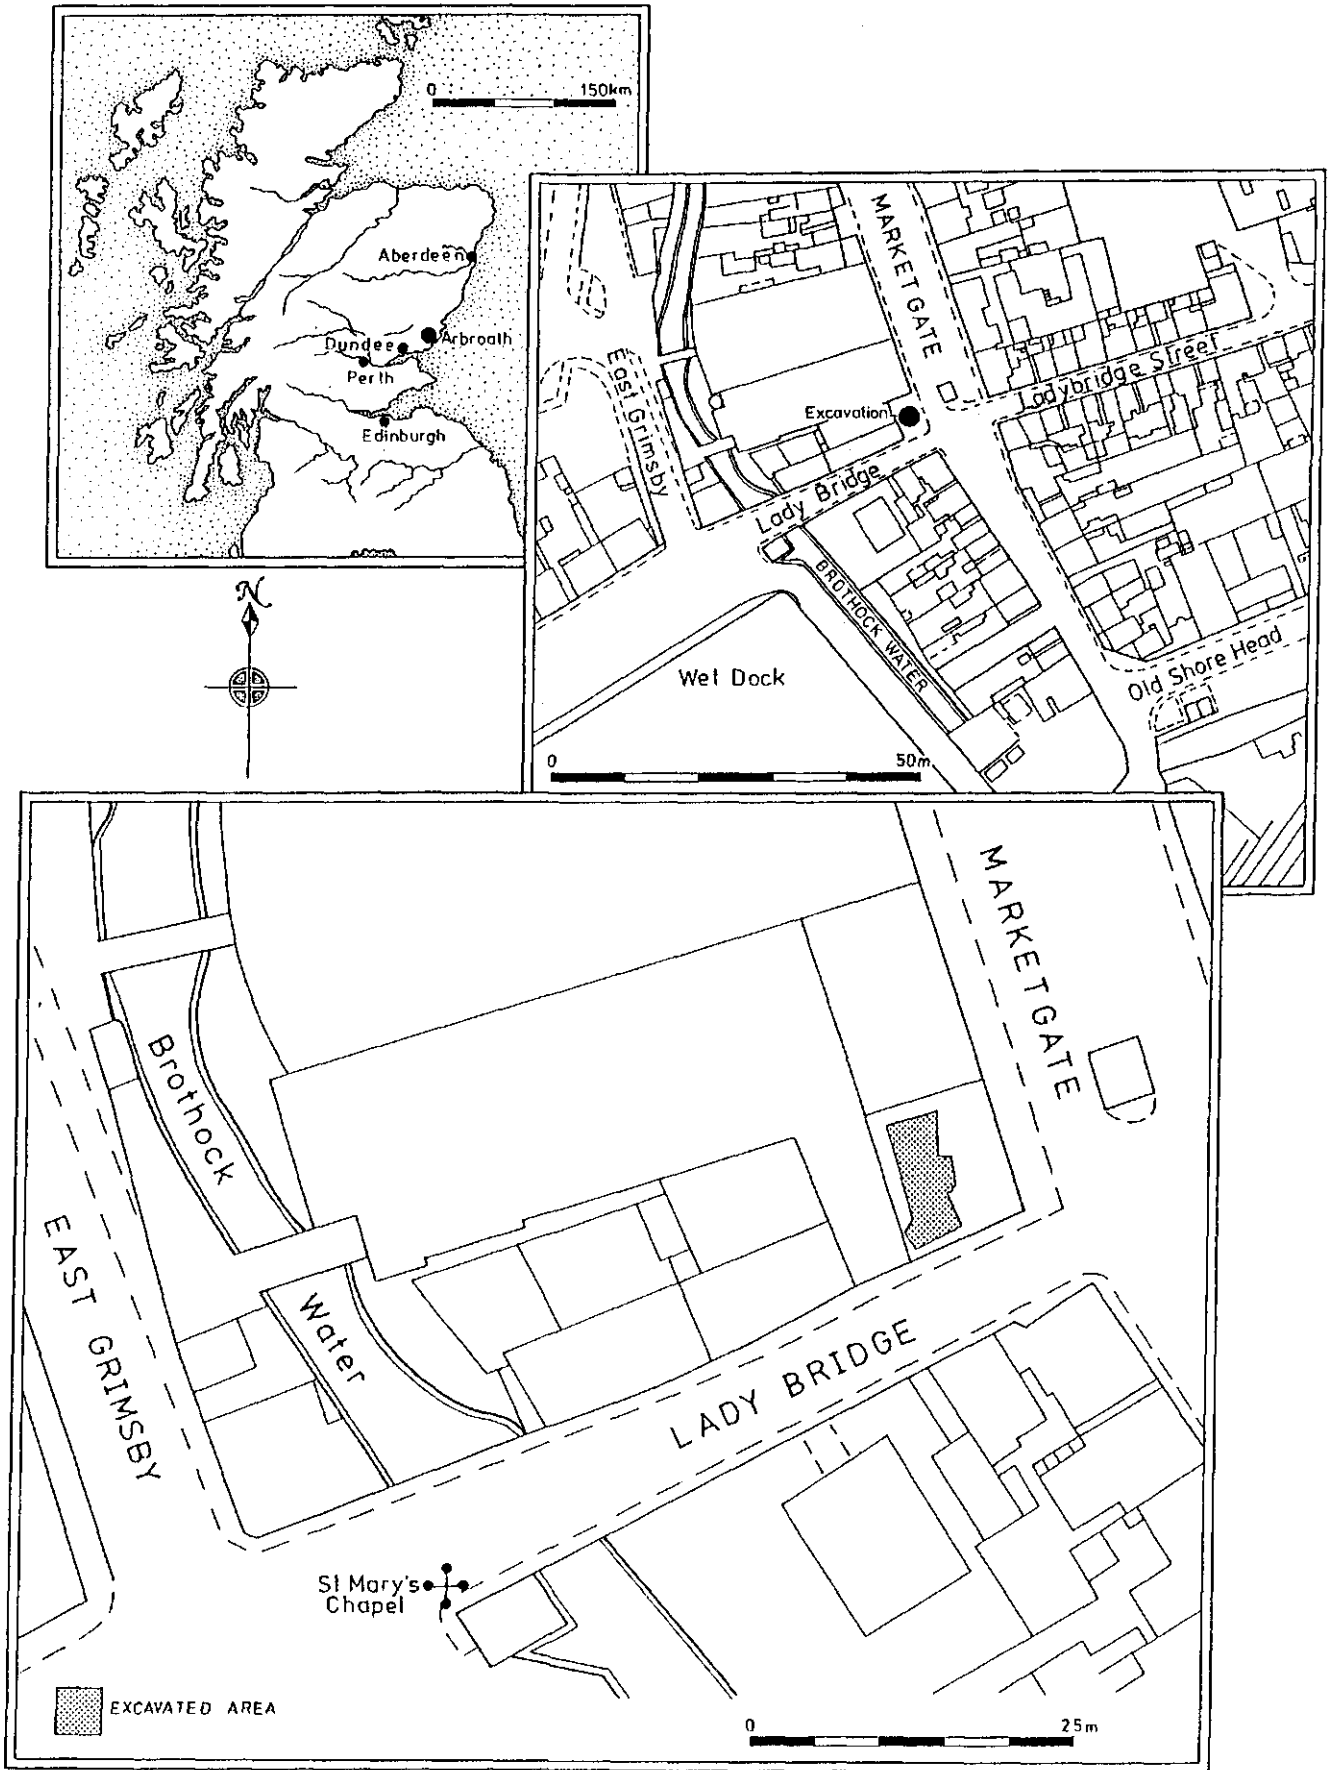 0 150km
Aberdeen
Dundee
Arbroath
Perth
Edinburgh
N
MARKETGATE
East Grimsby
Ladybridge Street
Excavation
Lady Bridge
BROTHOCK WATER
Wet Dock
Old Shore Head
0 50m
MARKETGATE
Brothock
Water
EAST GRIMSBY
LADY BRIDGE
St Mary's
Chapel
EXCAVATED AREA
0 25m